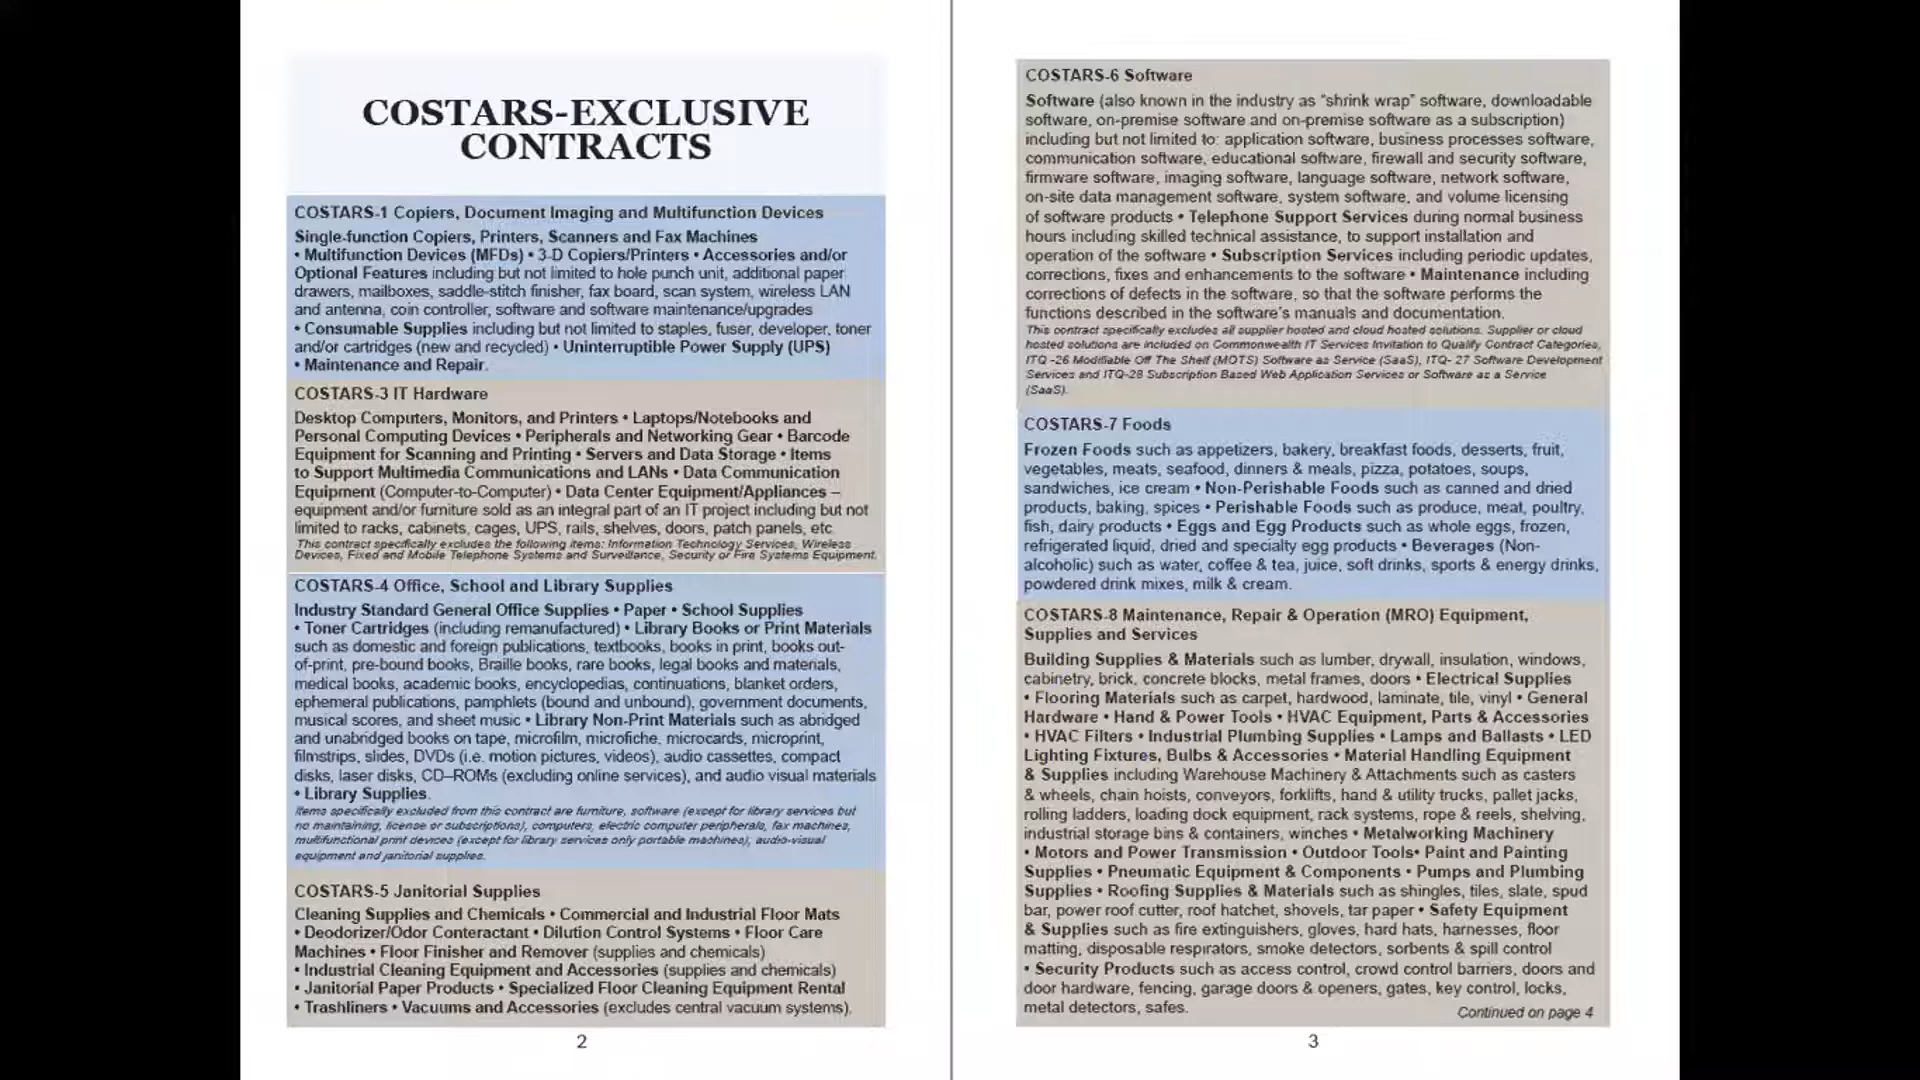 COSTARS-EXCLUSIVE
CONTRACTS
COSTARS-1 Copiers, Document Imaging and Multifunction Devices
Single-function Copiers, Printers, Scanners and Fax Machines
• Multifunction Devices (MFDs) • 3-D Copiers/Printers • Accessories and/or
Optional Features including but not limited to hole punch unit, additional paper
drawers, mailboxes, saddle-stitch finisher, fax board, scan system, wireless LAN
and antenna, coin controller, software and software maintenance/upgrades
• Consumable Supplies including but not limited to staples, fuser, developer, toner
and/or cartridges (new and recycled) • Uninterruptible Power Supply (UPS)
• Maintenance and Repair.
COSTARS-3 IT Hardware
Desktop Computers, Monitors, and Printers • Laptops/Notebooks and
Personal Computing Devices • Peripherals and Networking Gear • Barcode
Equipment for Scanning and Printing • Servers and Data Storage • Items
to Support Multimedia Communications and LANs • Data Communication
Equipment (Computer-to-Computer) • Data Center Equipment/Appliances –
equipment and/or furniture sold as an integral part of an IT project including but not
limited to racks, cabinets, cages, UPS, rails, shelves, doors, patch panels, etc
This contract specifically excludes the following items: Information Technology Services, Wireless
Devices, Fixed and Mobile Telephone Systems and Surveillance, Security or Fire Systems Equipment.
COSTARS-4 Office, School and Library Supplies
Industry Standard General Office Supplies • Paper • School Supplies
• Toner Cartridges (including remanufactured) • Library Books or Print Materials
such as domestic and foreign publications, textbooks, books in print, books out-
of-print, pre-bound books, Braille books, rare books, legal books and materials,
medical books, academic books, encyclopedias, continuations, blanket orders,
ephemeral publications, pamphlets (bound and unbound), government documents,
musical scores, and sheet music • Library Non-Print Materials such as abridged
and unabridged books on tape, microfilm, microfiche, microcards, microprint,
filmstrips, slides, DVDs (i.e. motion pictures, videos), audio cassettes, compact
disks, laser disks, CD–ROMs (excluding online services), and audio visual materials
• Library Supplies.
Items specifically excluded from this contract are furniture, software (except for library services but
no maintaining, license or subscriptions), computers, electric computer peripherals, fax machines,
multifunctional print devices (except for library services only portable machines), audio-visual
equipment and janitorial supplies.
COSTARS-5 Janitorial Supplies
Cleaning Supplies and Chemicals • Commercial and Industrial Floor Mats
• Deodorizer/Odor Conteractant • Dilution Control Systems • Floor Care
Machines • Floor Finisher and Remover (supplies and chemicals)
• Industrial Cleaning Equipment and Accessories (supplies and chemicals)
• Janitorial Paper Products • Specialized Floor Cleaning Equipment Rental
• Trashliners • Vacuums and Accessories (excludes central vacuum systems).
2
COSTARS-6 Software
Software (also known in the industry as “shrink wrap” software, downloadable
software, on-premise software and on-premise software as a subscription)
including but not limited to: application software, business processes software,
communication software, educational software, firewall and security software,
firmware software, imaging software, language software, network software,
on-site data management software, system software, and volume licensing
of software products • Telephone Support Services during normal business
hours including skilled technical assistance, to support installation and
operation of the software • Subscription Services including periodic updates,
corrections, fixes and enhancements to the software • Maintenance including
corrections of defects in the software, so that the software performs the
functions described in the software's manuals and documentation.
This contract specifically excludes all supplier hosted and cloud hosted solutions. Supplier or cloud
hosted solutions are included on Commonwealth IT Services Invitation to Qualify Contract Categories,
ITQ -26 Modifiable Off The Shelf (MOTS) Software as Service (SaaS), ITQ- 27 Software Development
Services and ITQ-28 Subscription Based Web Application Services or Software as a Service
(SaaS).
COSTARS-7 Foods
Frozen Foods such as appetizers, bakery, breakfast foods, desserts, fruit,
vegetables, meats, seafood, dinners & meals, pizza, potatoes, soups,
sandwiches, ice cream • Non-Perishable Foods such as canned and dried
products, baking, spices • Perishable Foods such as produce, meat, poultry,
fish, dairy products • Eggs and Egg Products such as whole eggs, frozen,
refrigerated liquid, dried and specialty egg products • Beverages (Non-
alcoholic) such as water, coffee & tea, juice, soft drinks, sports & energy drinks,
powdered drink mixes, milk & cream.
COSTARS-8 Maintenance, Repair & Operation (MRO) Equipment,
Supplies and Services
Building Supplies & Materials such as lumber, drywall, insulation, windows,
cabinetry, brick, concrete blocks, metal frames, doors • Electrical Supplies
• Flooring Materials such as carpet, hardwood, laminate, tile, vinyl • General
Hardware • Hand & Power Tools • HVAC Equipment, Parts & Accessories
• HVAC Filters • Industrial Plumbing Supplies • Lamps and Ballasts • LED
Lighting Fixtures, Bulbs & Accessories • Material Handling Equipment
& Supplies including Warehouse Machinery & Attachments such as casters
& wheels, chain hoists, conveyors, forklifts, hand & utility trucks, pallet jacks,
rolling ladders, loading dock equipment, rack systems, rope & reels, shelving,
industrial storage bins & containers, winches • Metalworking Machinery
• Motors and Power Transmission • Outdoor Tools• Paint and Painting
Supplies • Pneumatic Equipment & Components • Pumps and Plumbing
Supplies • Roofing Supplies & Materials such as shingles, tiles, slate, spud
bar, power roof cutter, roof hatchet, shovels, tar paper • Safety Equipment
& Supplies such as fire extinguishers, gloves, hard hats, harnesses, floor
matting, disposable respirators, smoke detectors, sorbents & spill control
• Security Products such as access control, crowd control barriers, doors and
door hardware, fencing, garage doors & openers, gates, key control, locks,
metal detectors, safes.
Continued on page 4
3